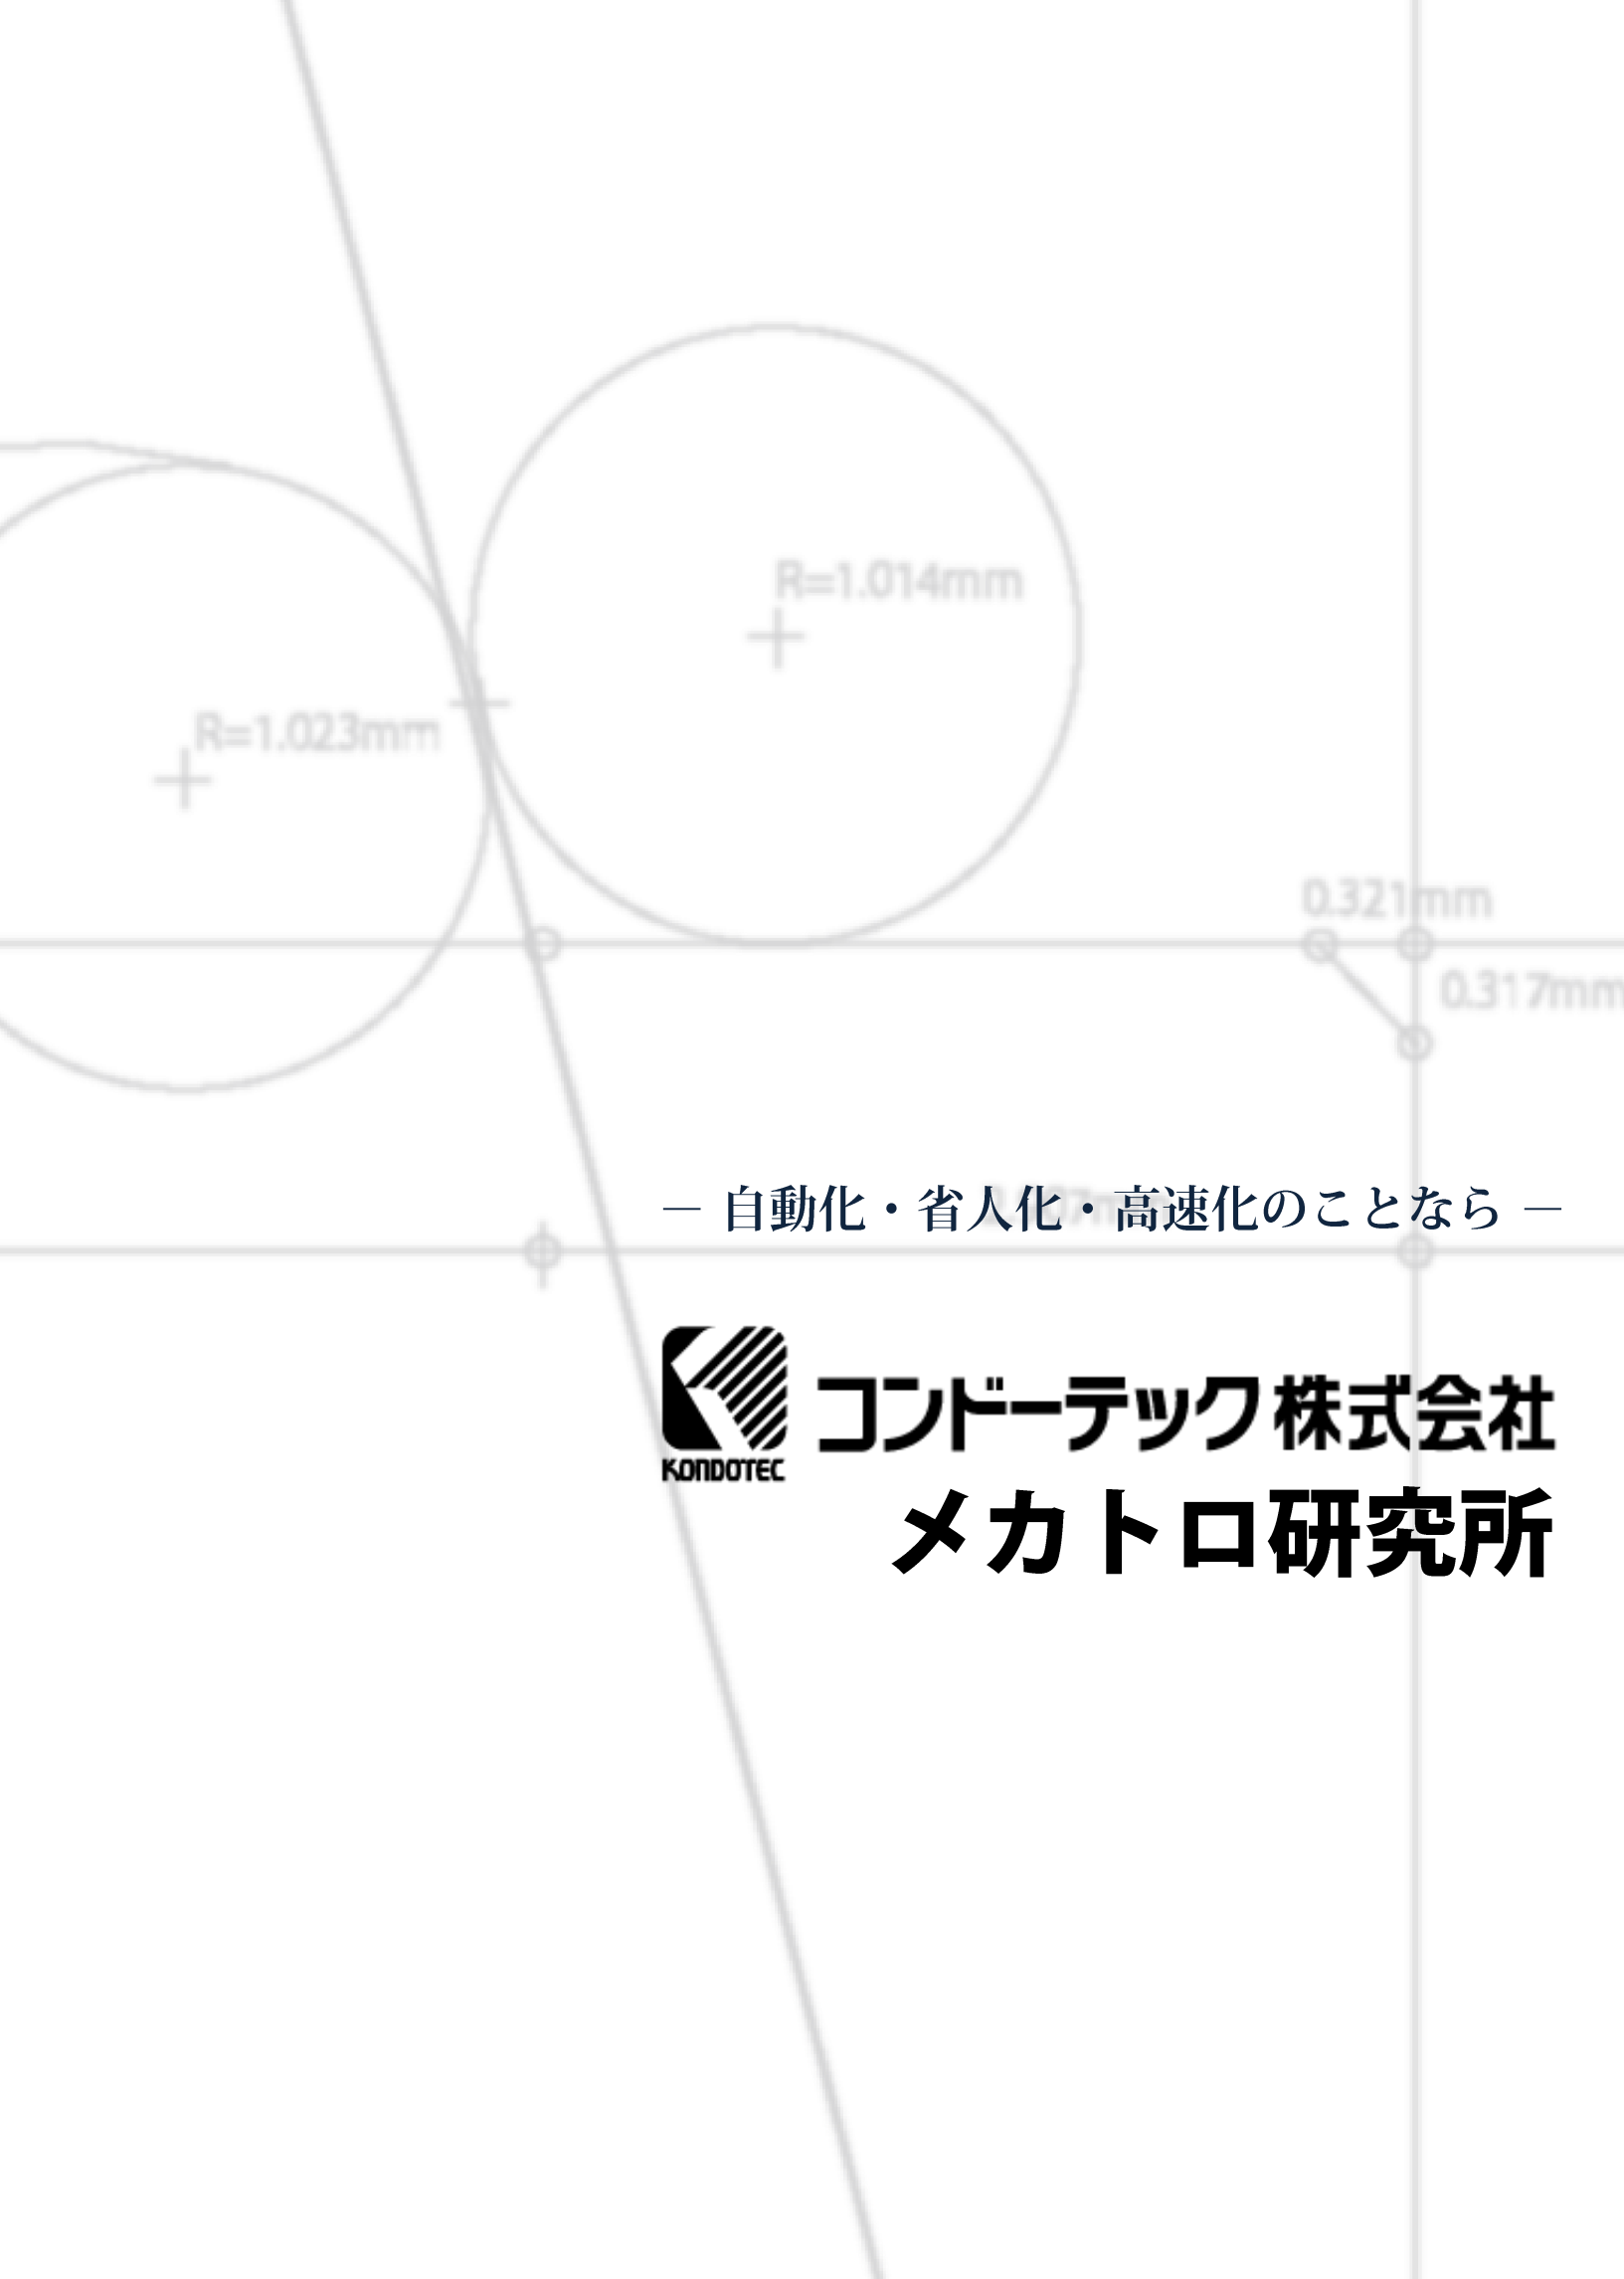 R=1.014mm
R=1.023mm
0.321mm
0.317mm
― 自動化・省人化・高速化のことなら ―
コンドーテック株式会社
KONDOTEC
メカトロ研究所